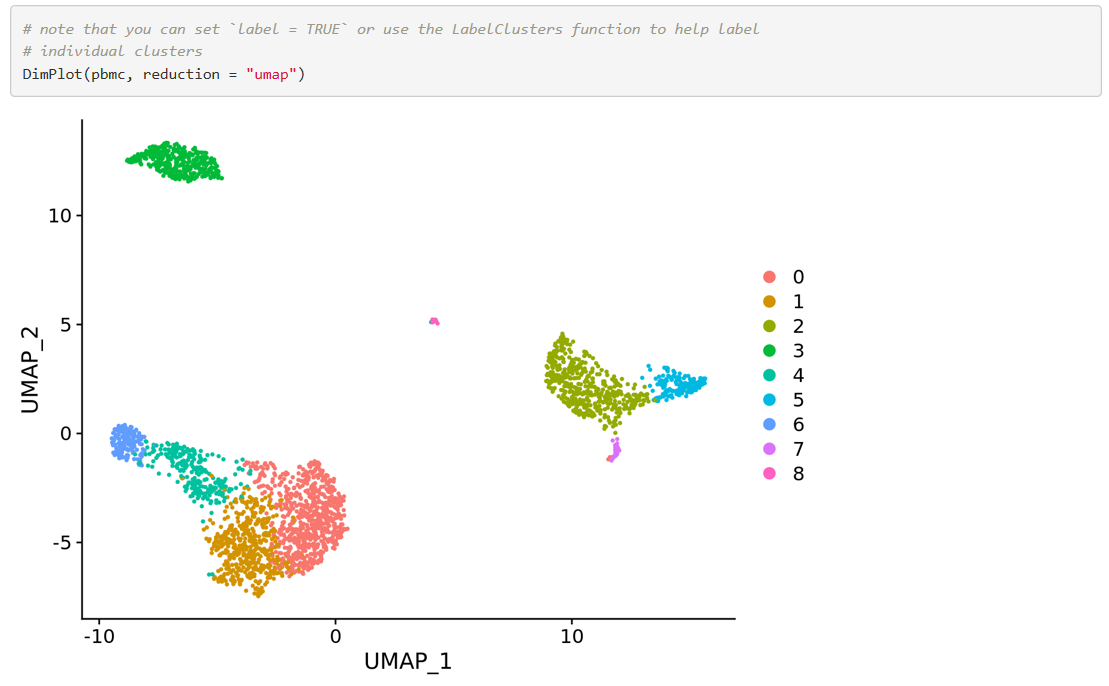 # note that you can set `label = TRUE` or use the LabelClusters function to help label
# individual clusters
DimPlot(pbmc, reduction = "umap")
10
5
0
-5
UMAP_2
-10 0 10
UMAP_1
0
1
2
3
4
5
6
7
8